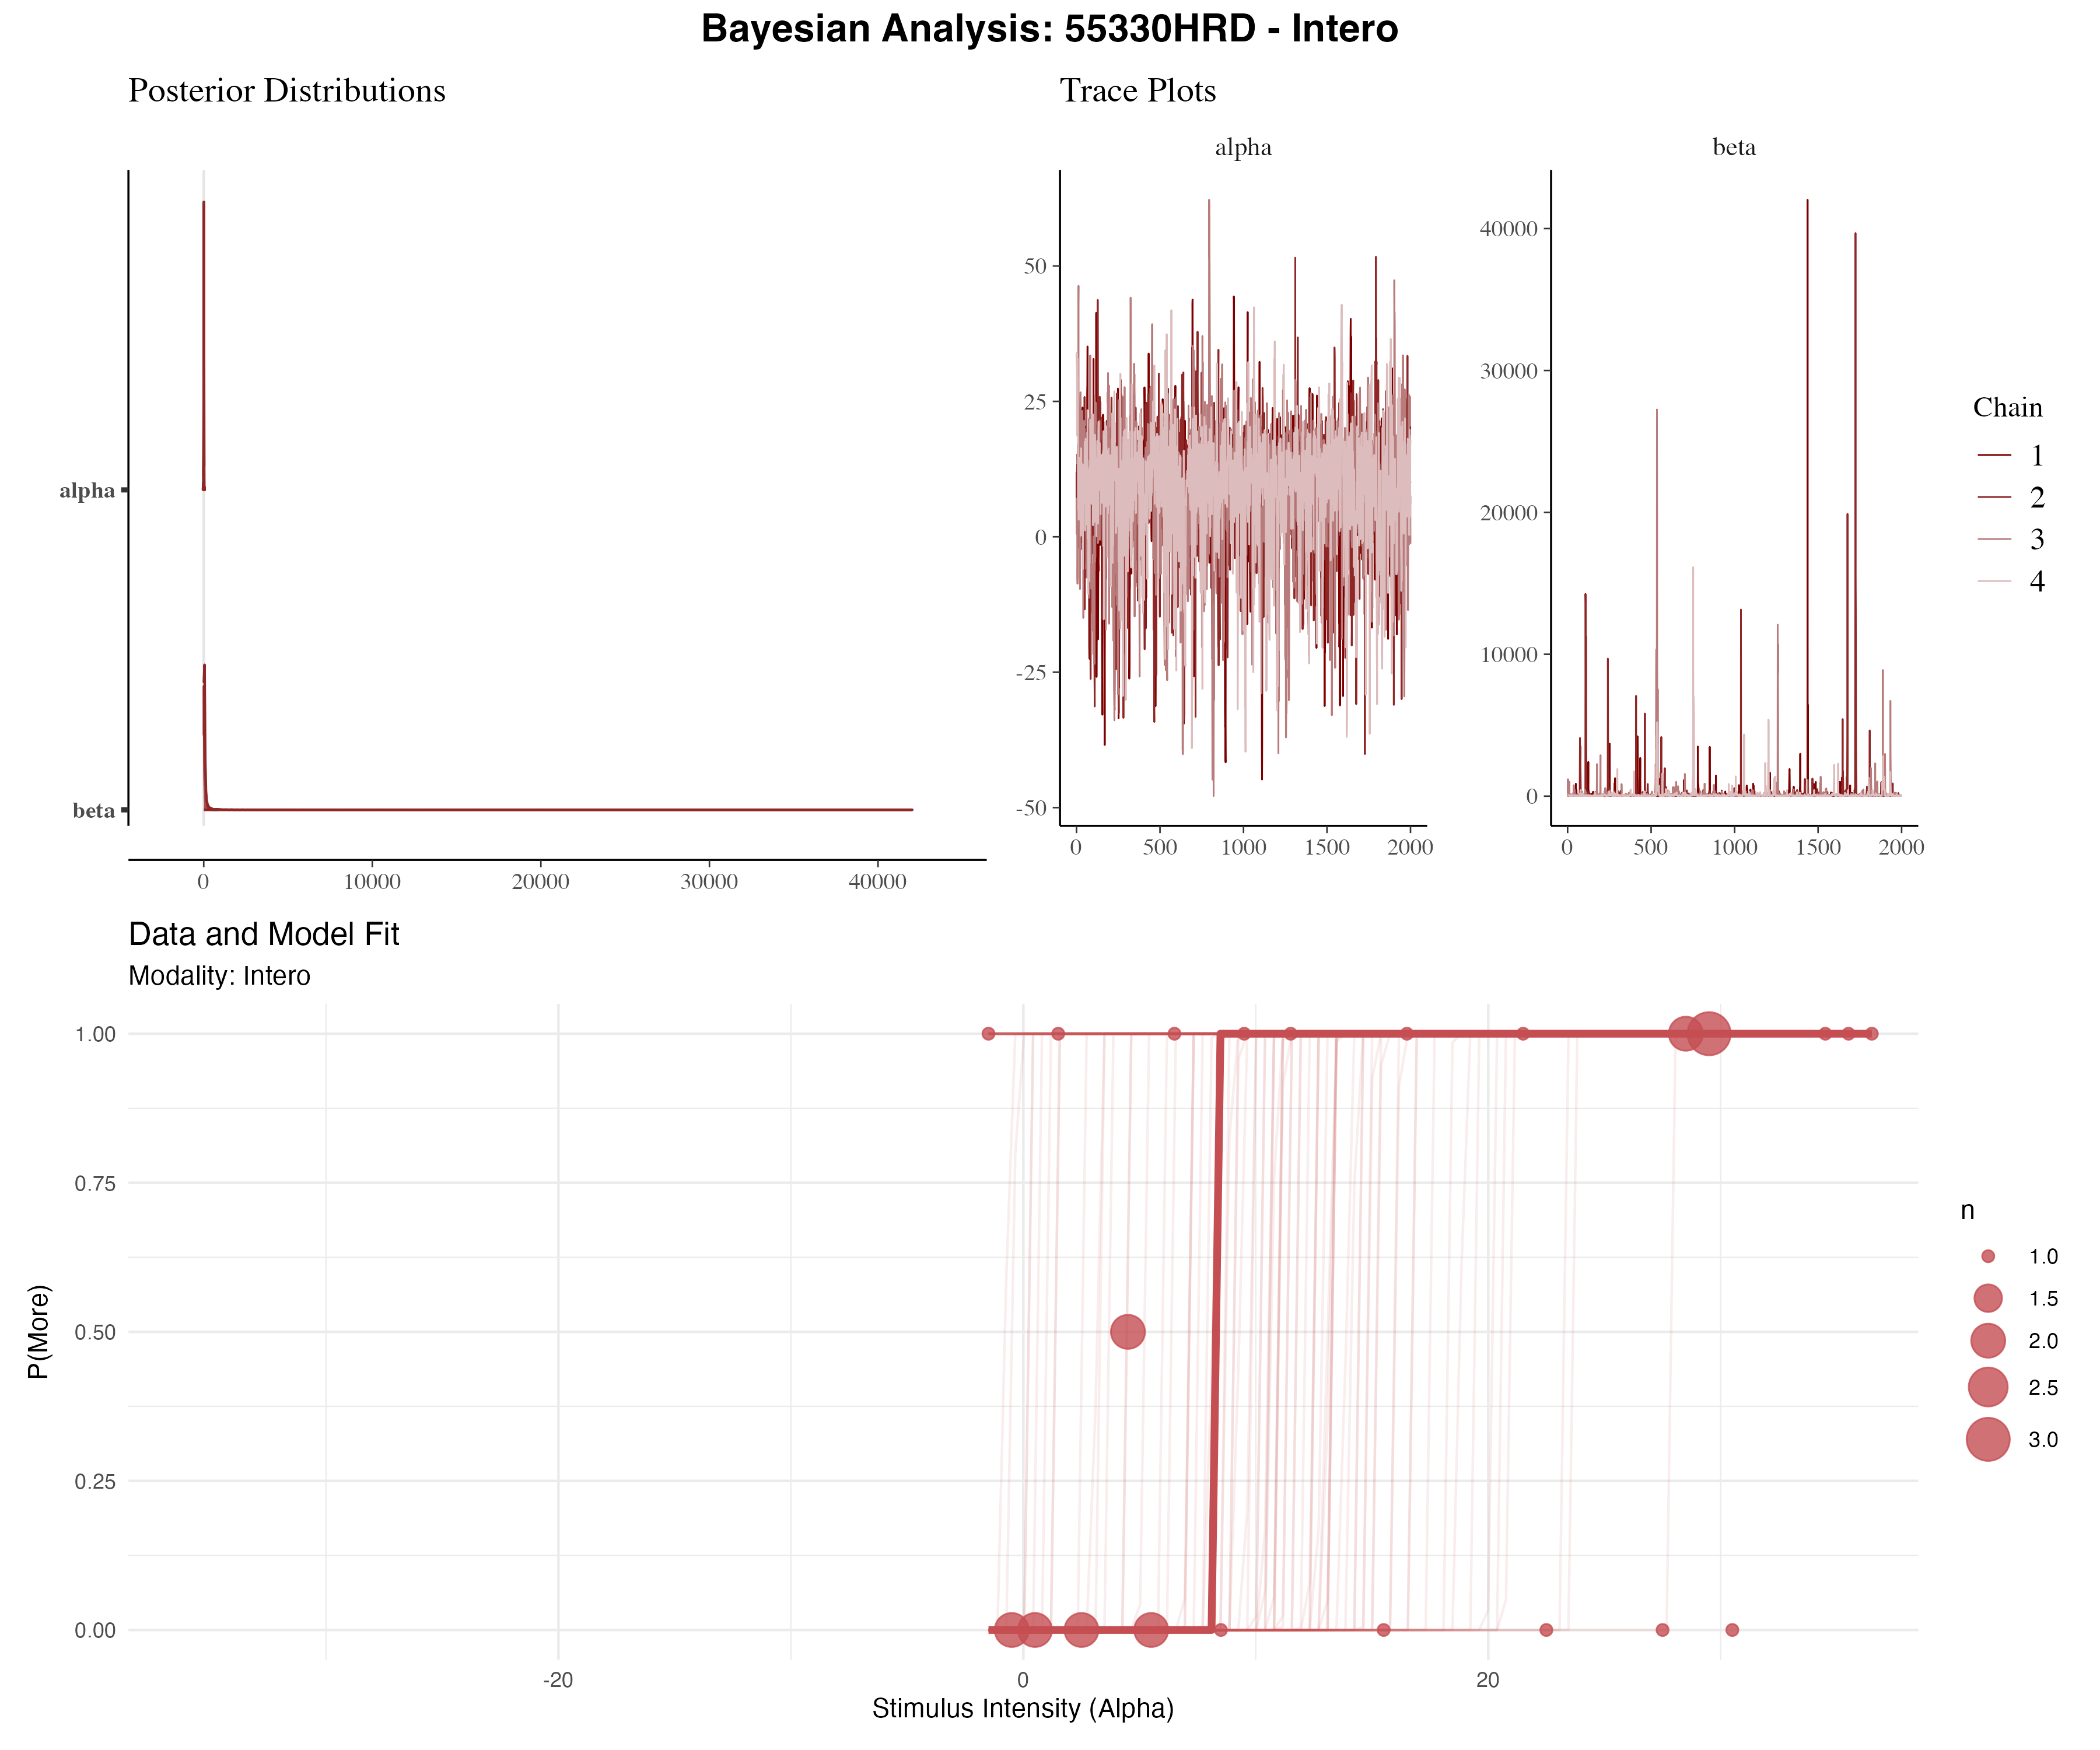 Bayesian Analysis: 55330HRD - Intero
Posterior Distributions
alpha
beta
0 10000 20000 30000 40000
Trace Plots
alpha
50
25
0
-25
-50
0 500 1000 1500 2000
beta
40000
30000
20000
10000
0
0 500 1000 1500 2000
Chain
1
2
3
4
Data and Model Fit
Modality: Intero
P(More)
1.00
0.75
0.50
0.25
0.00
-20 0 20
Stimulus Intensity (Alpha)
n
1.0
1.5
2.0
2.5
3.0